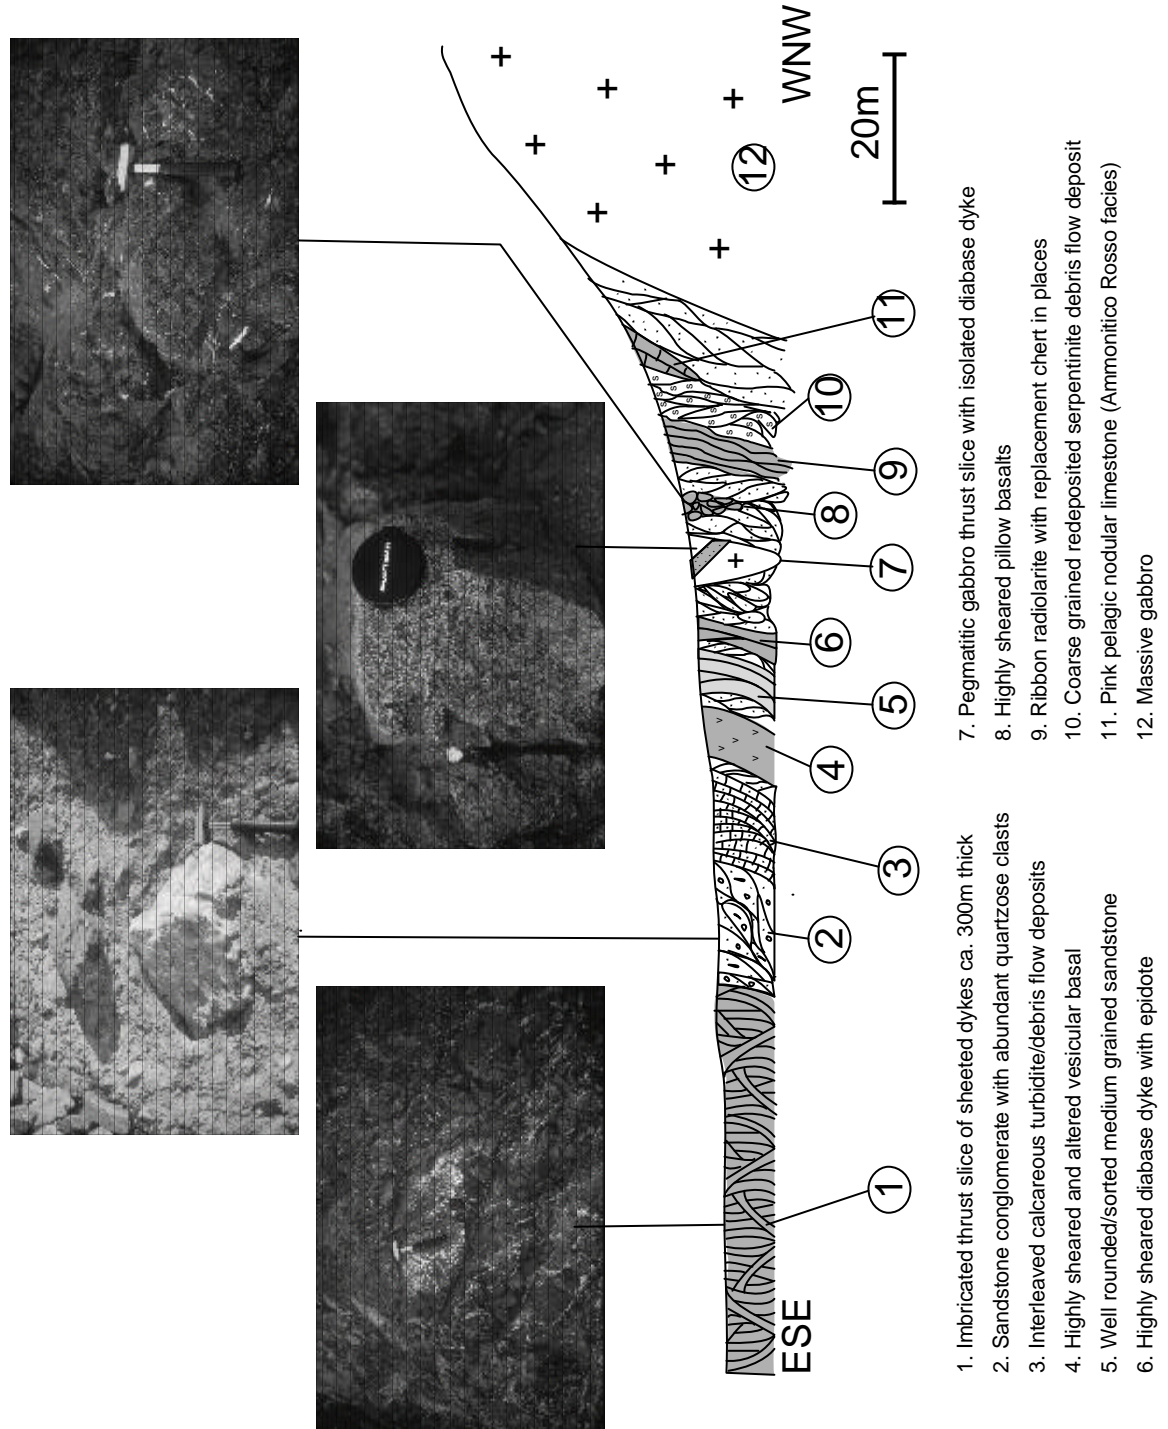 ESE
WNW
20m
1
2
3
4
5
6
7
8
9
10
11
12
1. Imbricated thrust slice of sheeted dykes ca. 300m thick
2. Sandstone conglomerate with abundant quartzose clasts
3. Interleaved calcareous turbidite/debris flow deposits
4. Highly sheared and altered vesicular basal
5. Well rounded/sorted medium grained sandstone
6. Highly sheared diabase dyke with epidote
7. Pegmatitic gabbro thrust slice with isolated diabase dyke
8. Highly sheared pillow basalts
9. Ribbon radiolarite with replacement chert in places
10. Coarse grained redeposited serpentinite debris flow deposit
11. Pink pelagic nodular limestone (Ammonitico Rosso facies)
12. Massive gabbro